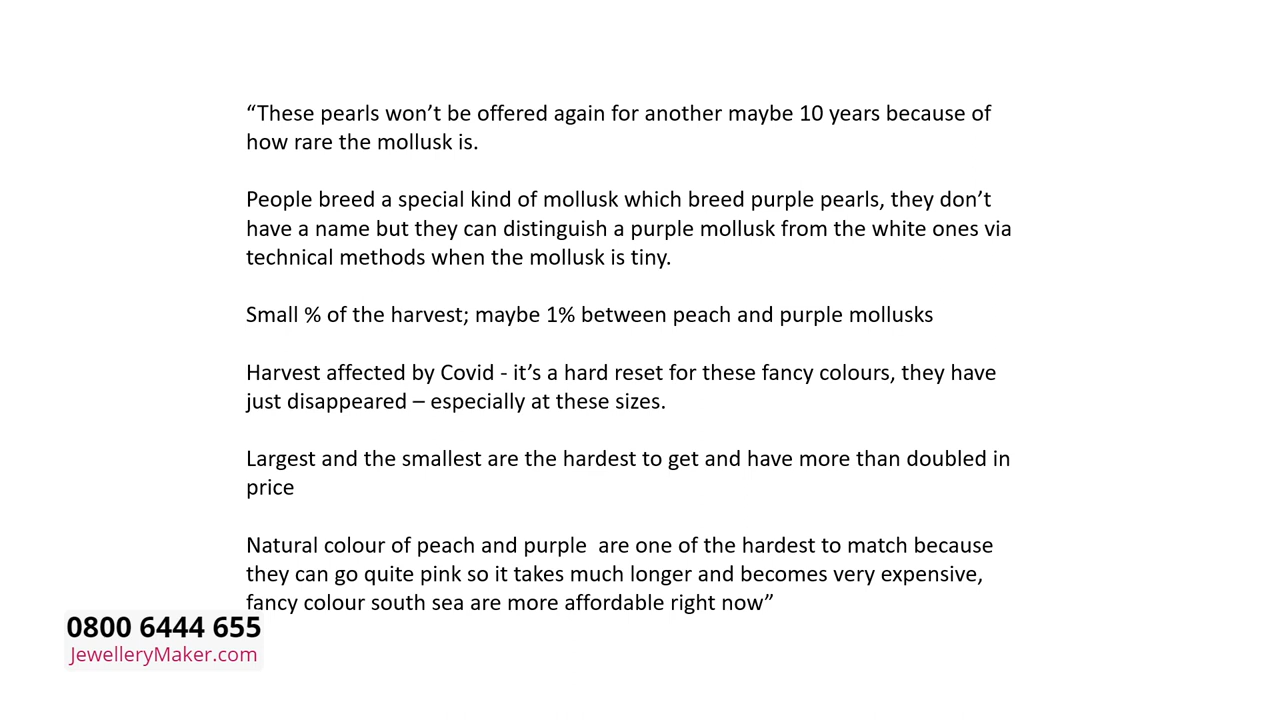 “These pearls won’t be offered again for another maybe 10 years because of
how rare the mollusk is.
People breed a special kind of mollusk which breed purple pearls, they don’t
have a name but they can distinguish a purple mollusk from the white ones via
technical methods when the mollusk is tiny.
Small % of the harvest; maybe 1% between peach and purple mollusks
Harvest affected by Covid - it’s a hard reset for these fancy colours, they have
just disappeared – especially at these sizes.
Largest and the smallest are the hardest to get and have more than doubled in
price
Natural colour of peach and purple  are one of the hardest to match because
they can go quite pink so it takes much longer and becomes very expensive,
fancy colour south sea are more affordable right now”
0800 6444 655
JewelleryMaker.com